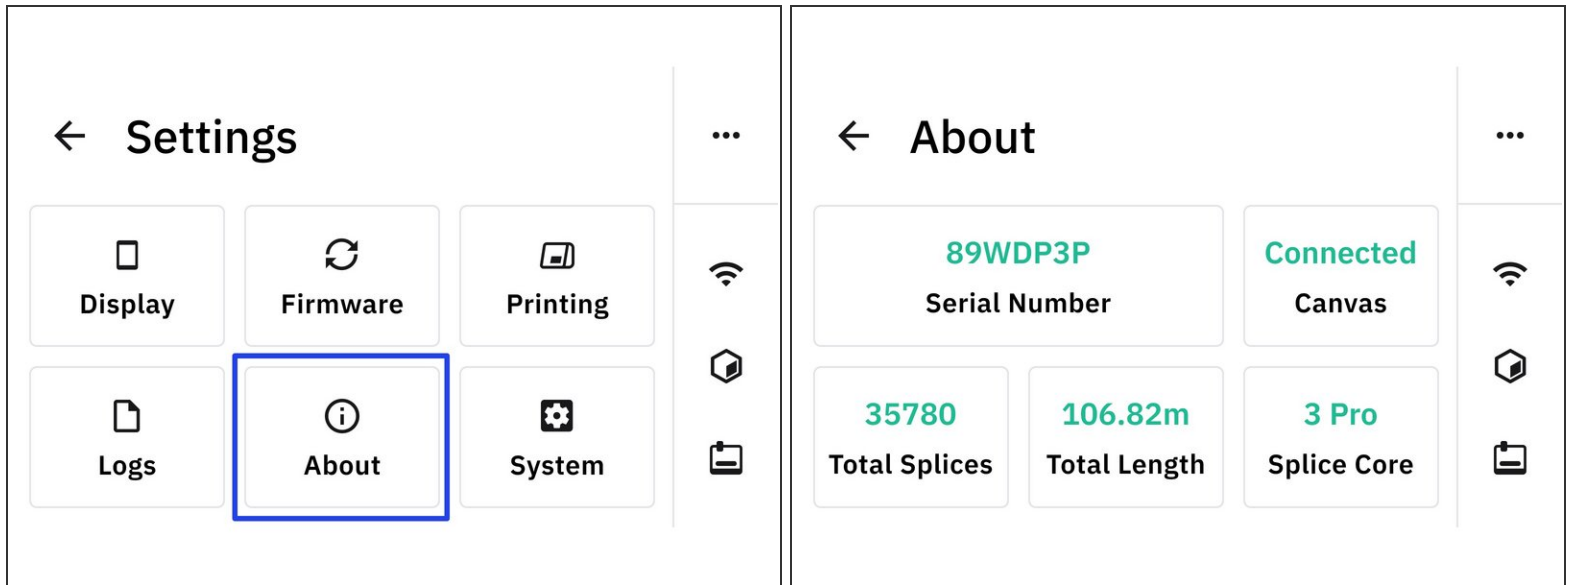 Settings
Display
Firmware
Printing
Logs
About
System
About
89WDP3P
Serial Number
Connected
Canvas
35780
Total Splices
106.82m
Total Length
3 Pro
Splice Core